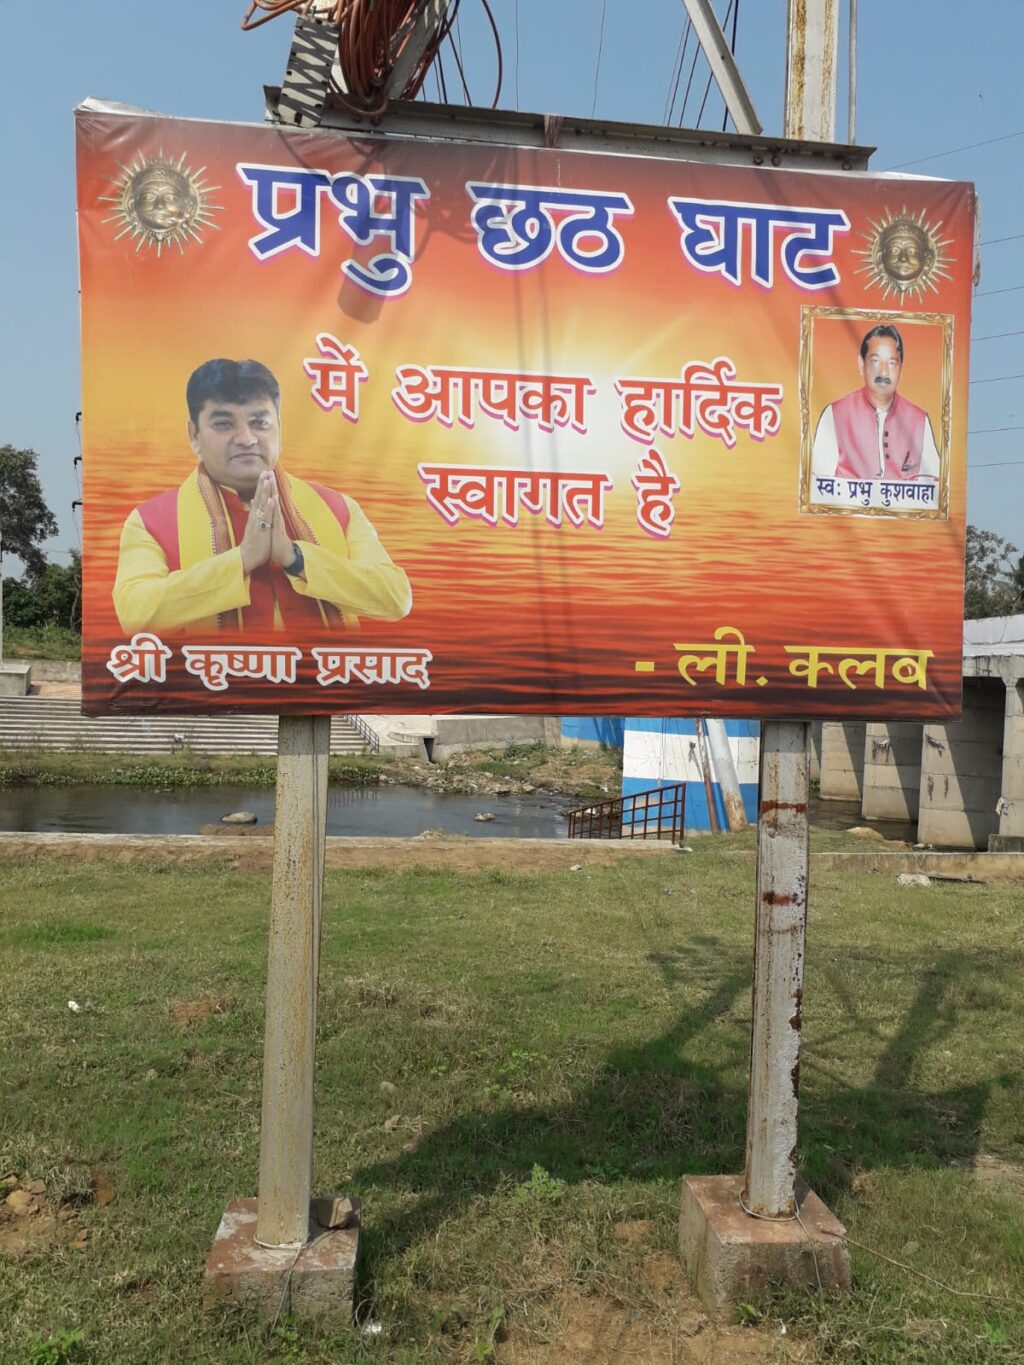 प्रभु छठ घाट
में आपका हार्दिक
स्वागत है
स्व: प्रभु कुशवाहा
श्री कृष्णा प्रसाद
- ली. कलब